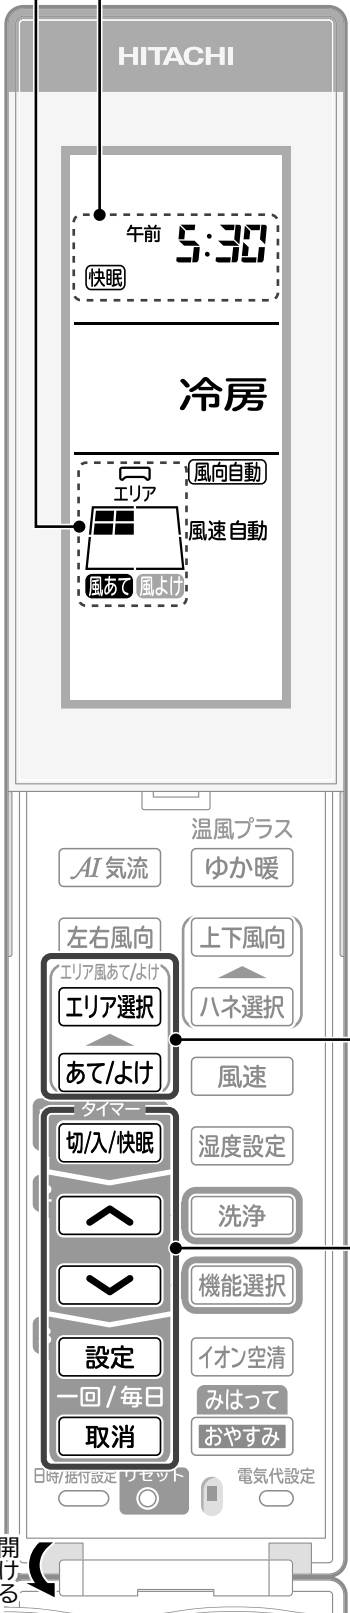 HITACHI
午前 5:30
快眠
冷房
エリア
風向自動
風速自動
風あて 風よけ
温風プラス
AI 気流 ゆか暖
左右風向 上下風向
エリア風あて/よけ
エリア選択 ハネ選択
あて/よけ 風速
タイマー
切/入/快眠 湿度設定
洗浄
機能選択
設定 イオン空清
一回/毎日 みはって
取消 おやすみ
日時/据付設定 リセット 電気代設定
開ける